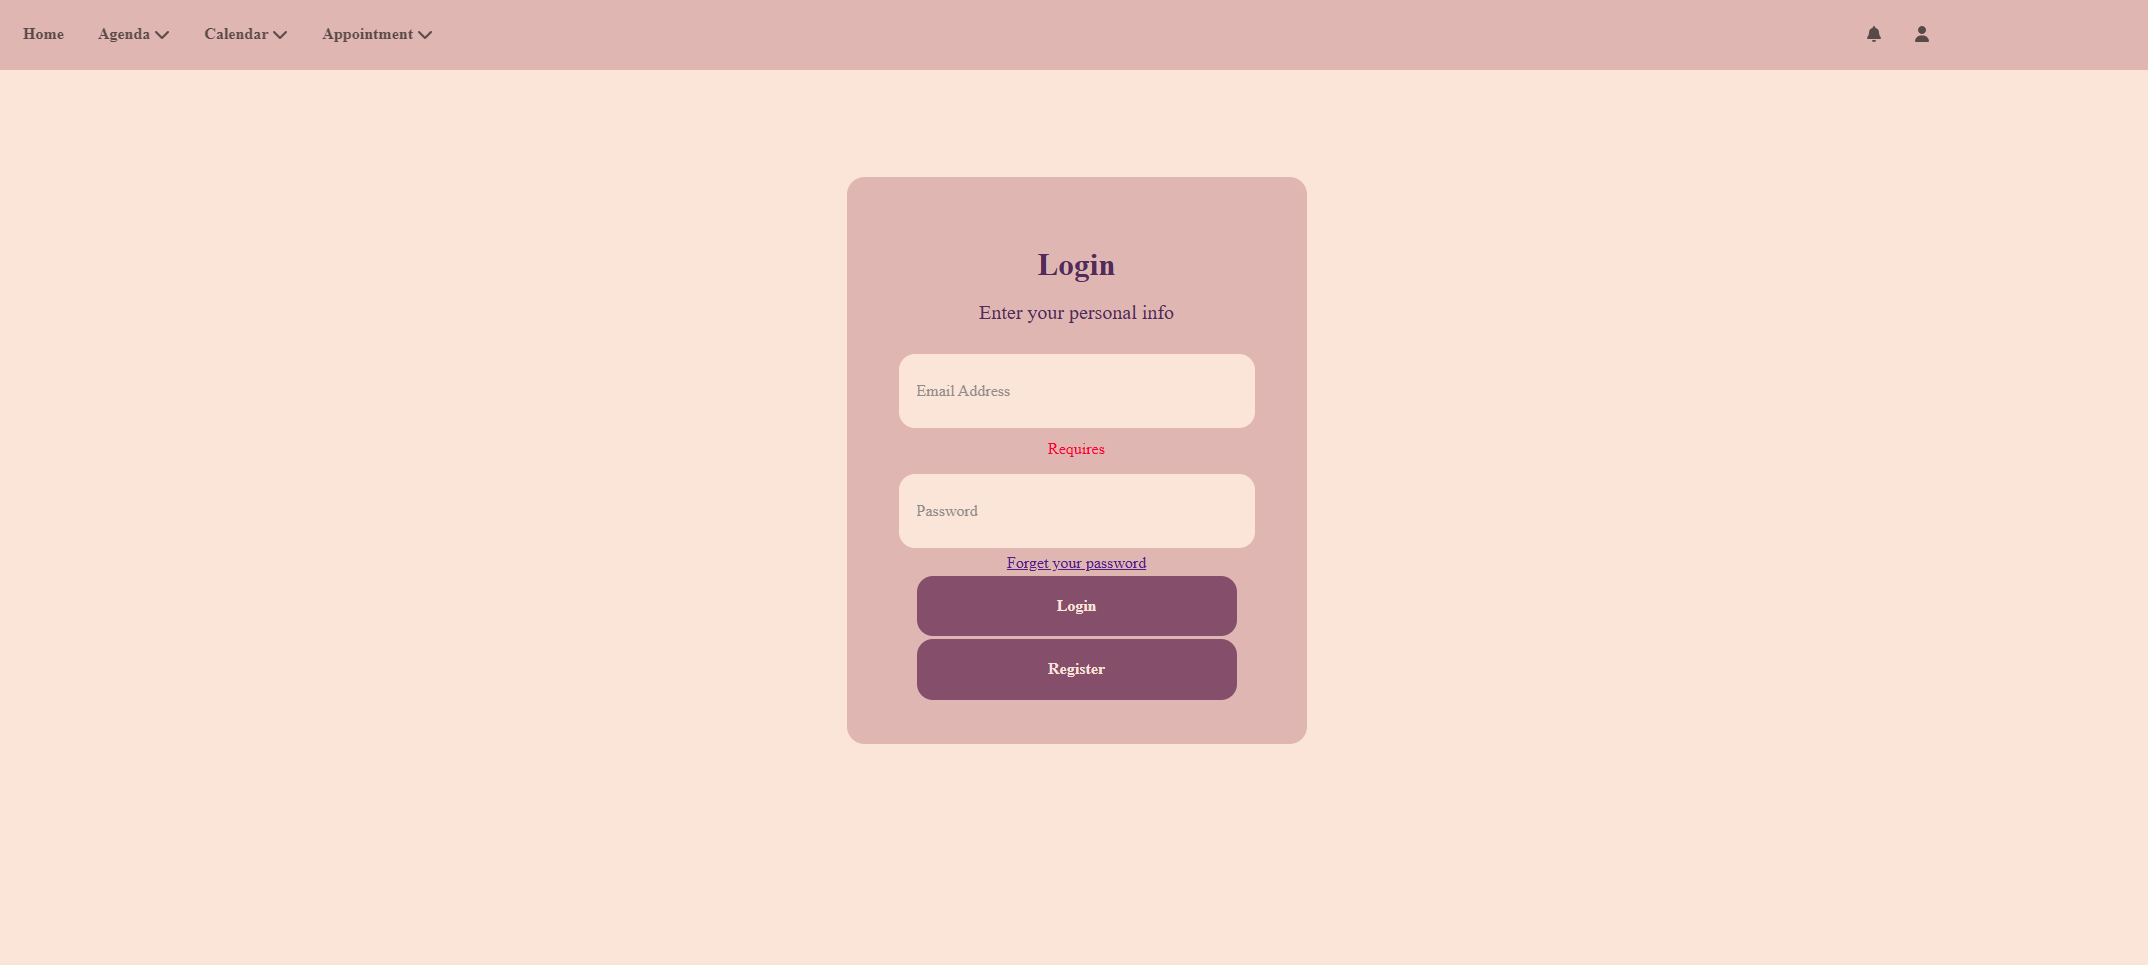 Home Agenda Calendar Appointment
Login
Enter your personal info
Email Address
Requires
Password
Forget your password
Login
Register